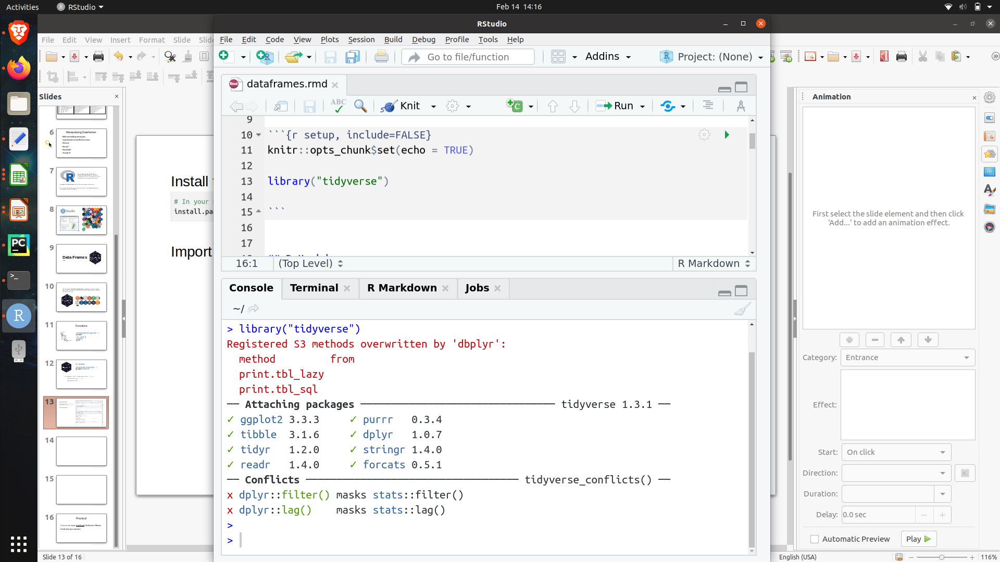 Activities
RStudio
Feb 14 14:16
RStudio
File Edit View Insert Format Slide
File Edit Code View Plots Session Build Debug Profile Tools Help
Go to file/function
Addins
Project: (None)
dataframes.rmd
ABC
Knit
Run
9
10 ```{r setup, include=FALSE}
11 knitr::opts_chunk$set(echo = TRUE)
12
13 library("tidyverse")
14
15 ```
16
17
16:1
(Top Level)
R Markdown
Console
Terminal
R Markdown
Jobs
~/
> library("tidyverse")
Registered S3 methods overwritten by 'dbplyr':
method from
print.tbl_lazy
print.tbl_sql
── Attaching packages ──────────────── tidyverse 1.3.1 ──
✓ ggplot2 3.3.3 ✓ purrr 0.3.4
✓ tibble 3.1.6 ✓ dplyr 1.0.7
✓ tidyr 1.2.0 ✓ stringr 1.4.0
✓ readr 1.4.0 ✓ forcats 0.5.1
── Conflicts ──────────────── tidyverse_conflicts() ──
x dplyr::filter() masks stats::filter()
x dplyr::lag() masks stats::lag()
>
>
Slides
6
Manipulating Dataframes
7
8
Studio
9
Data Frames
10
11
Functions
12
13
14
15
16
Practical
Install
# In your
install.pa
Import
Animation
First select the slide element and then click
'Add...' to add an animation effect.
Category: Entrance
Effect:
Start: On click
Direction:
Duration:
Delay: 0.0 sec
Automatic Preview
Play
Slide 13 of 16
English (USA)
116%